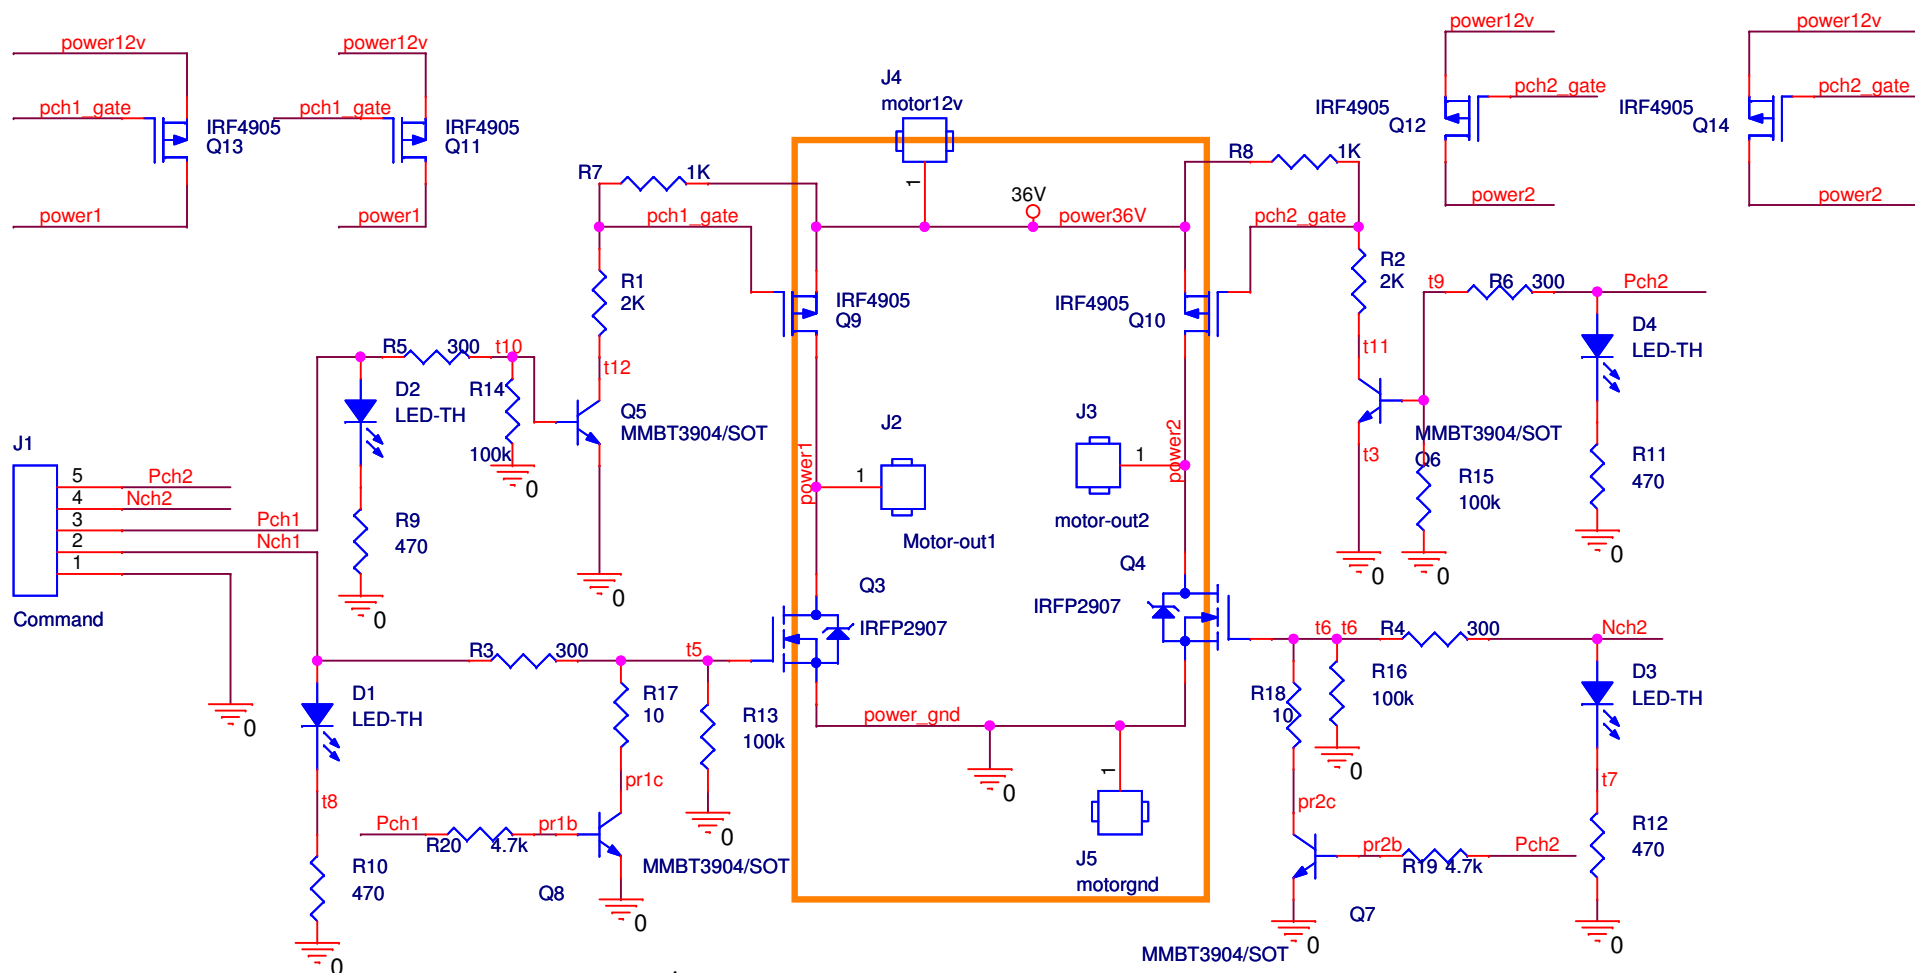 power12v
pch1_gate
IRF4905
Q13
power1
power12v
pch1_gate
IRF4905
Q11
power1
J4
motor12v
1
36V
power36V
R7
1K
pch1_gate
R8
1K
pch2_gate
power12v
pch2_gate
IRF4905
Q12
power2
power12v
pch2_gate
IRF4905
Q14
power2
R1
2K
IRF4905
Q9
IRF4905
Q10
R2
2K
t9
R6
300
Pch2
D4
LED-TH
R5
300
t10
t12
t11
D2
LED-TH
R14
100k
0
Q5
MMBT3904/SOT
0
J2
1
power1
Motor-out1
J3
1
power2
motor-out2
MMBT3904/SOT
Q6
t3
0
R15
100k
0
R11
470
0
J1
5
4
3
2
1
Pch2
Nch2
Pch1
Nch1
Command
0
R9
470
0
Q3
IRFP2907
Q4
IRFP2907
R3
300
t5
t6
t6
R4
300
Nch2
D1
LED-TH
t8
R10
470
0
R17
10
R13
100k
0
pr1c
Pch1
R20
4.7k
pr1b
MMBT3904/SOT
Q8
0
power_gnd
0
1
J5
motorgnd
R18
10
R16
100k
0
pr2c
pr2b
R19
4.7k
Pch2
Q7
MMBT3904/SOT
0
D3
LED-TH
t7
R12
470
0